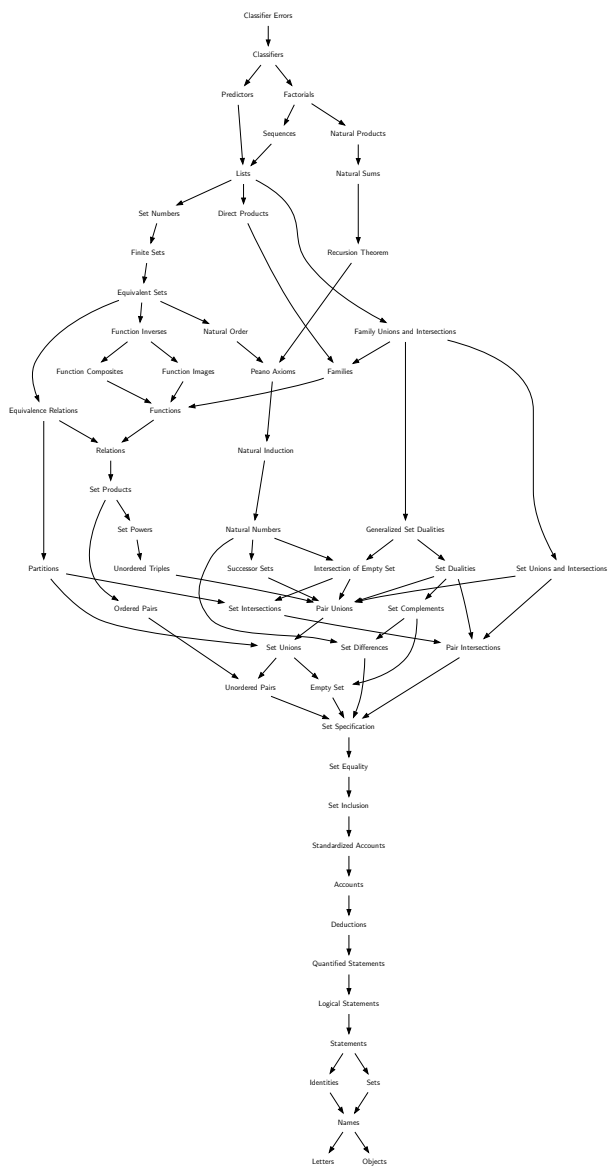 Classifier Errors
Classifiers
Predictors
Factorials
Sequences
Natural Products
Lists
Natural Sums
Set Numbers
Direct Products
Finite Sets
Recursion Theorem
Equivalent Sets
Function Inverses
Natural Order
Family Unions and Intersections
Function Composites
Function Images
Peano Axioms
Families
Equivalence Relations
Functions
Relations
Natural Induction
Set Products
Set Powers
Natural Numbers
Generalized Set Dualities
Partitions
Unordered Triples
Successor Sets
Intersection of Empty Set
Set Dualities
Set Unions and Intersections
Ordered Pairs
Set Intersections
Pair Unions
Set Complements
Set Unions
Set Differences
Pair Intersections
Unordered Pairs
Empty Set
Set Specification
Set Equality
Set Inclusion
Standardized Accounts
Accounts
Deductions
Quantified Statements
Logical Statements
Statements
Identities
Sets
Names
Letters
Objects